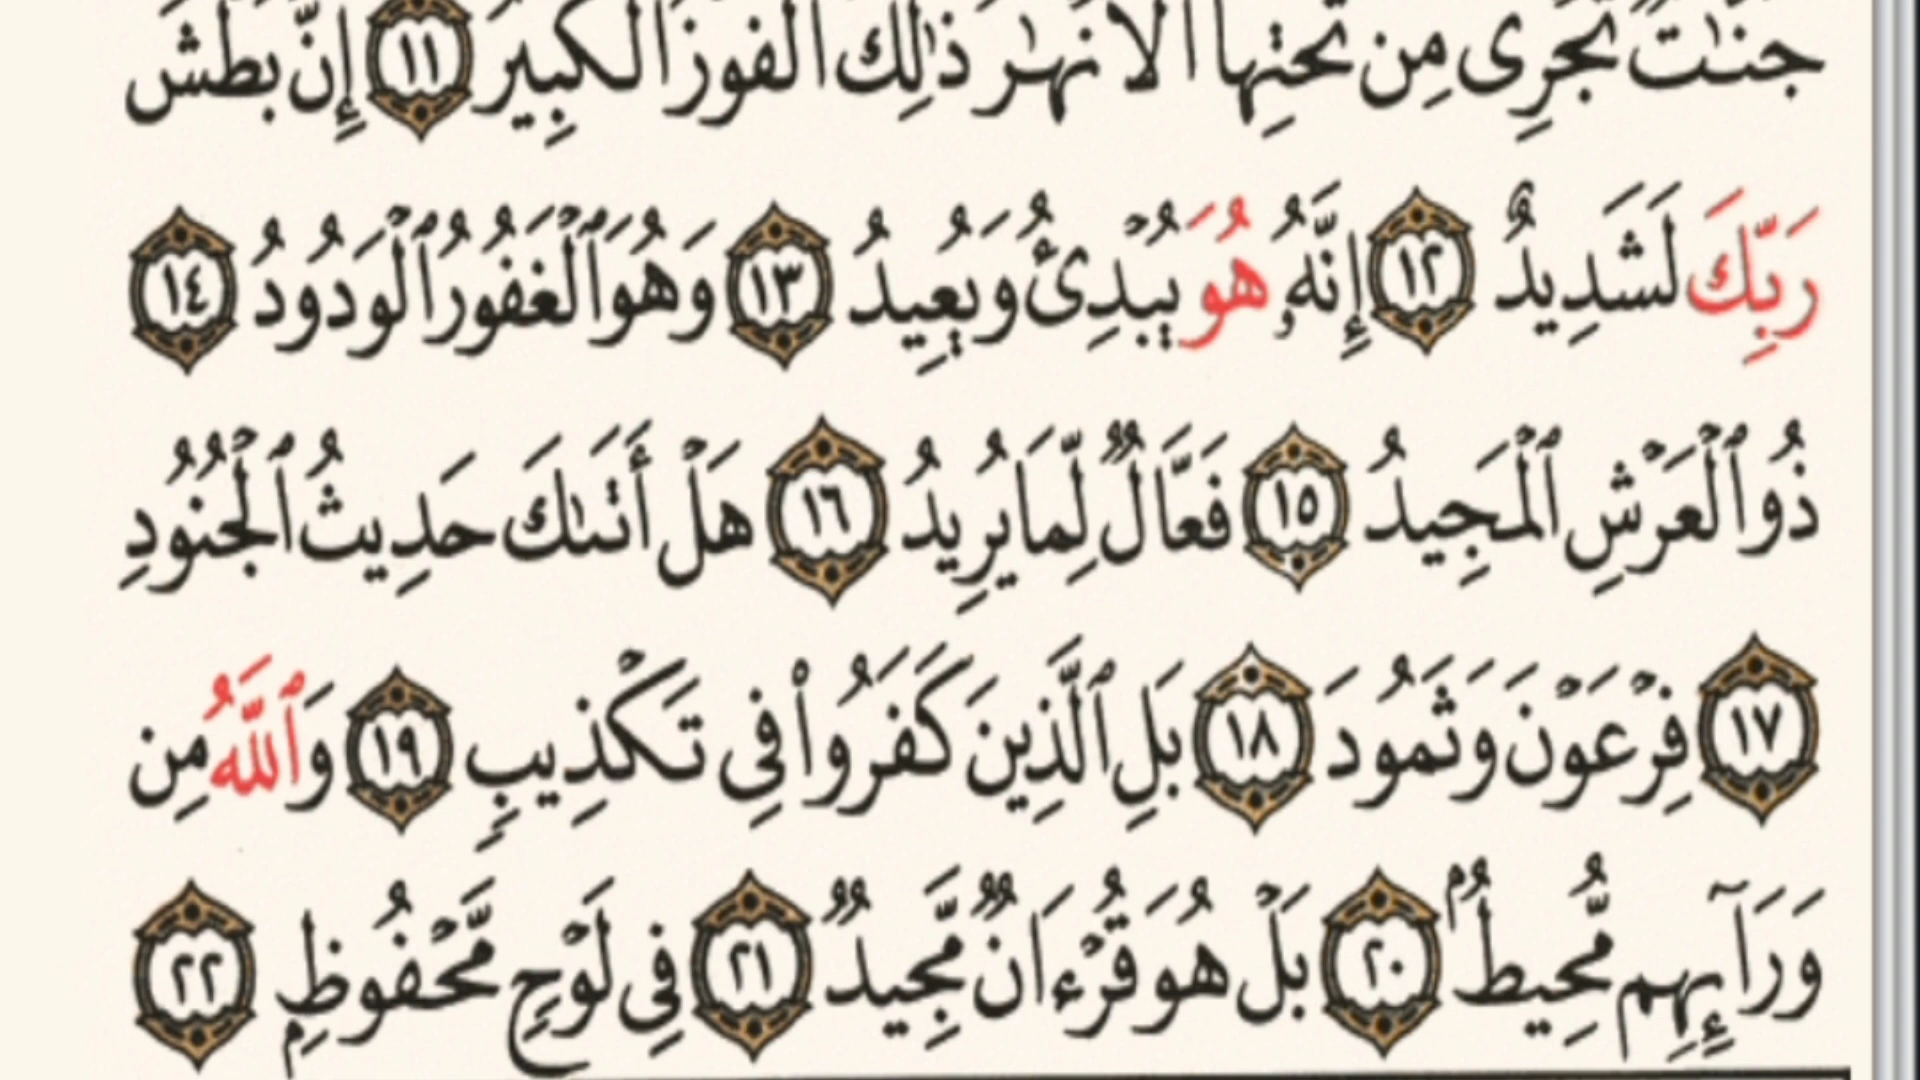 جَنَّـٰتٌ تَجْرِى مِن تَحْتِهَا ٱلْأَنْهَـٰرُ ذَٰلِكَ ٱلْفَوْزُ ٱلْكَبِيرُ ١١ إِنَّ بَطْشَ
رَبِّكَ لَشَدِيدٌ ١٢ إِنَّهُۥ هُوَ يُبْدِئُ وَيُعِيدُ ١٣ وَهُوَ ٱلْغَفُورُ ٱلْوَدُودُ ١٤
ذُو ٱلْعَرْشِ ٱلْمَجِيدُ ١٥ فَعَّالٌ لِّمَا يُرِيدُ ١٦ هَلْ أَتَىٰكَ حَدِيثُ ٱلْجُنُودِ
١٧ فِرْعَوْنَ وَثَمُودَ ١٨ بَلِ ٱلَّذِينَ كَفَرُوا۟ فِى تَكْذِيبٍ ١٩ وَٱللَّهُ مِن
وَرَآئِهِم مُّحِيطٌۢ ٢٠ بَلْ هُوَ قُرْءَانٌ مَّجِيدٌ ٢١ فِى لَوْحٍ مَّحْفُوظٍۭ ٢٢